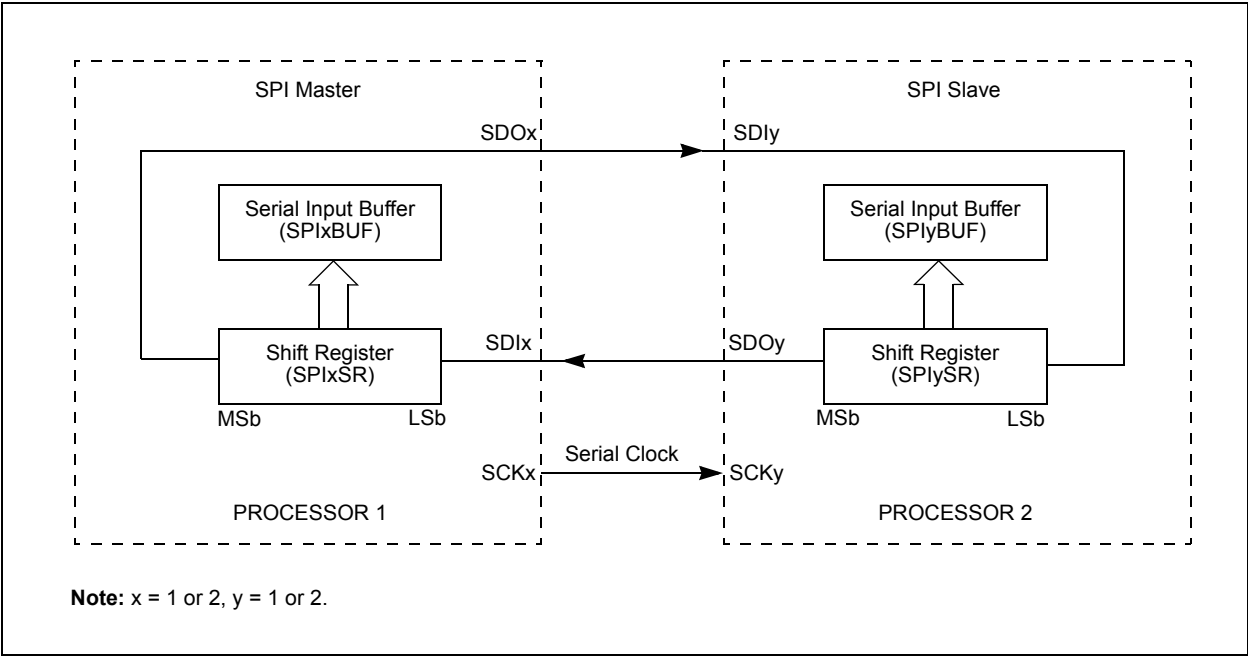 SPI Master
SPI Slave
SDOx
SDIy
Serial Input Buffer
(SPIxBUF)
Serial Input Buffer
(SPIyBUF)
SDIx
SDOy
Shift Register
(SPIxSR)
Shift Register
(SPIySR)
MSb
LSb
MSb
LSb
Serial Clock
SCKx
SCKy
PROCESSOR 1
PROCESSOR 2
Note: x = 1 or 2, y = 1 or 2.